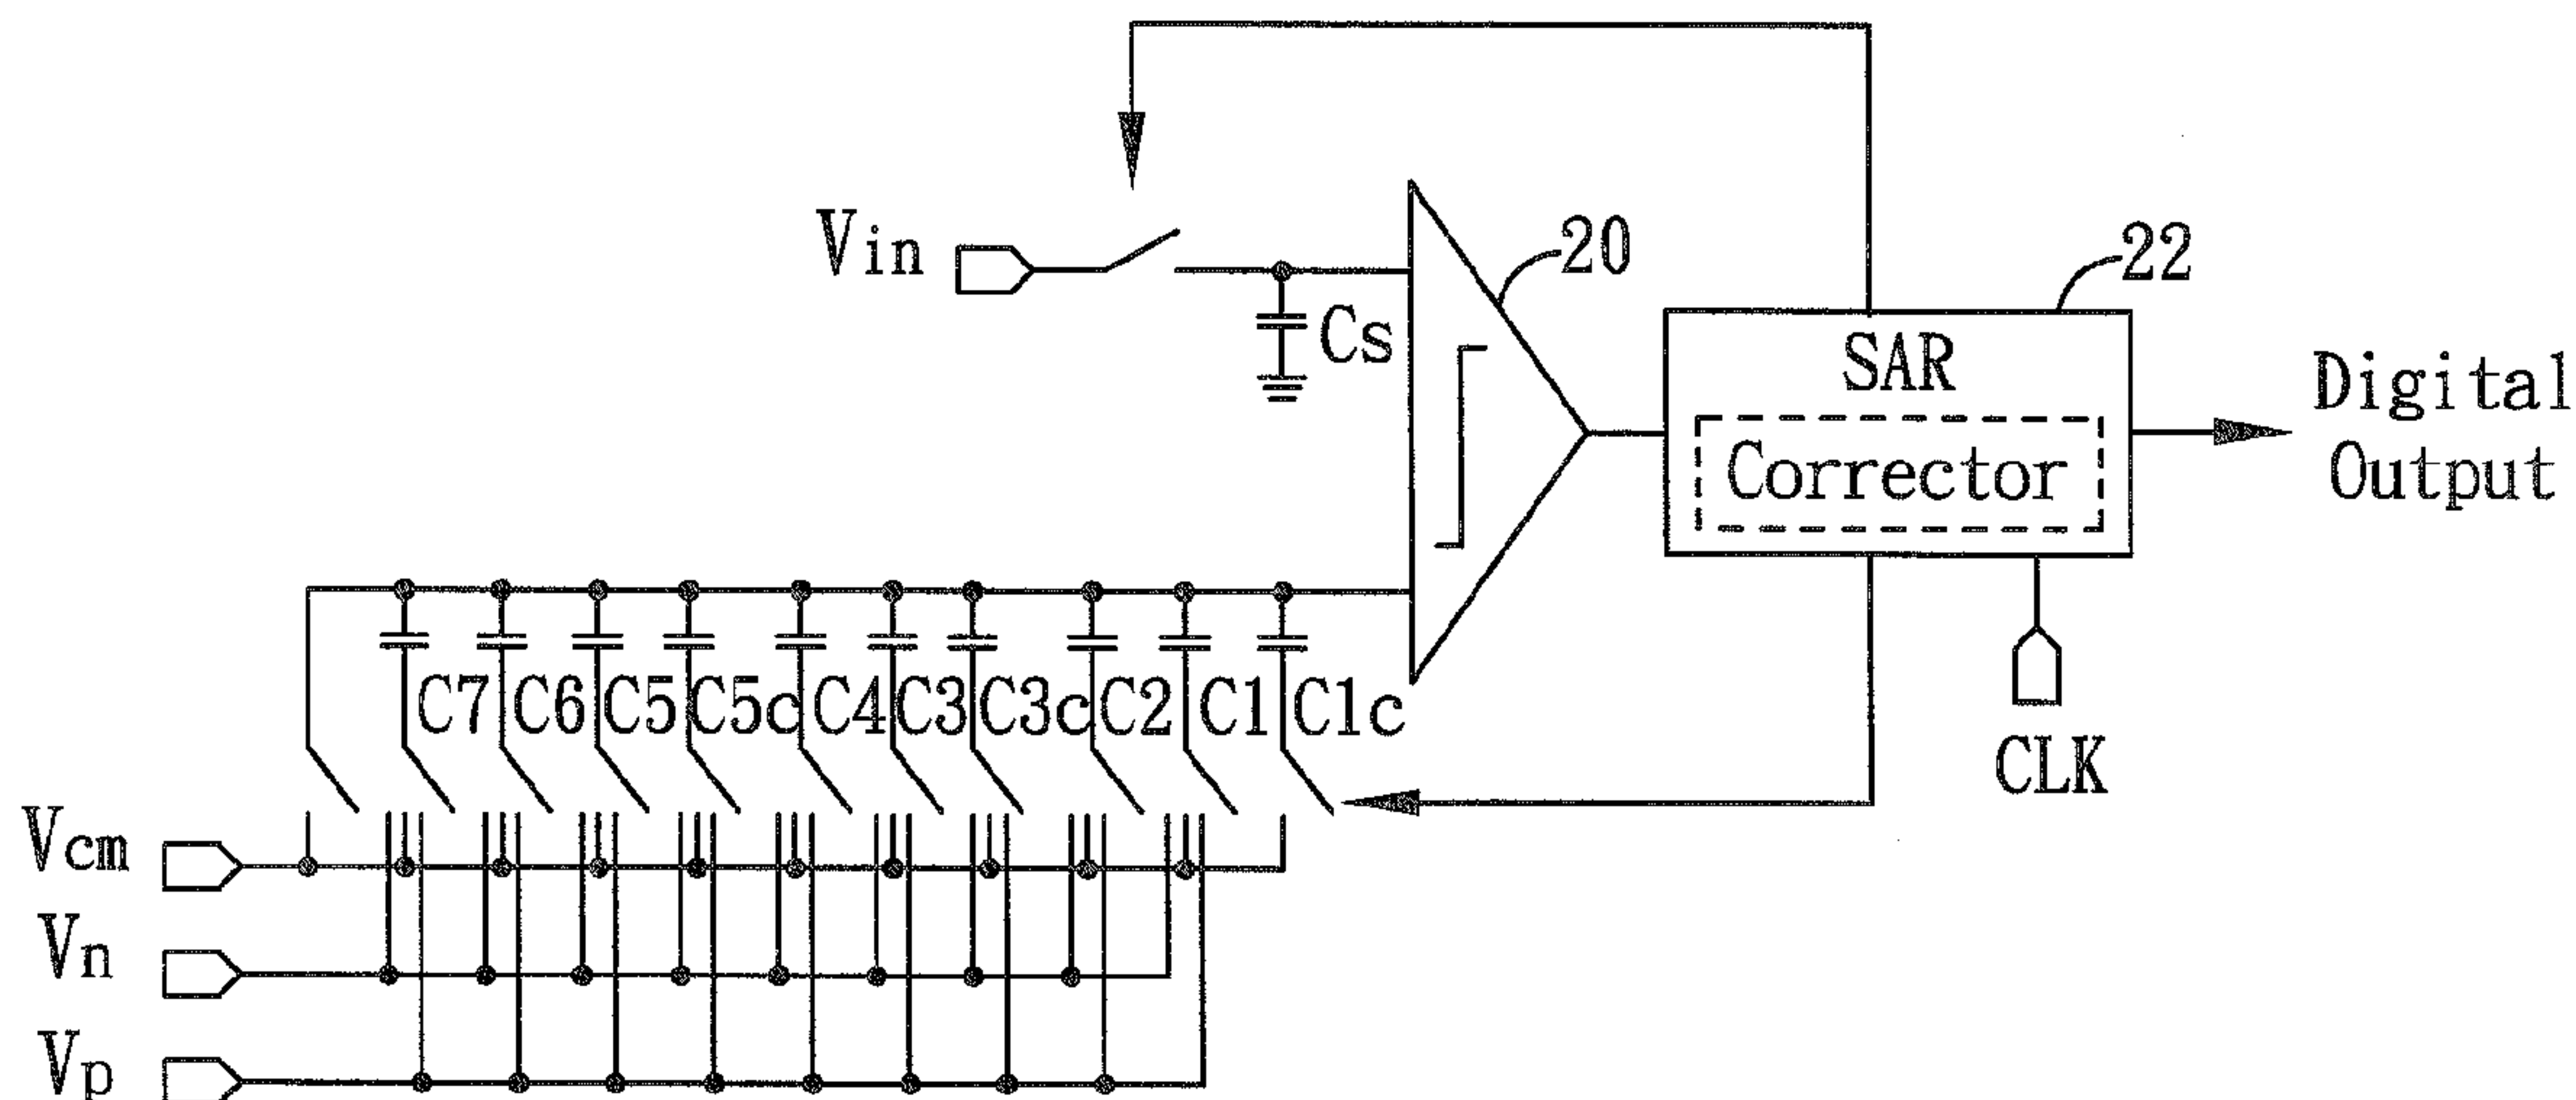 Vin
20
22
Cs
SAR
Corrector
Digital
Output
C7 C6 C5 C5c C4 C3 C3c C2 C1 C1c
CLK
Vcm
Vn
Vp